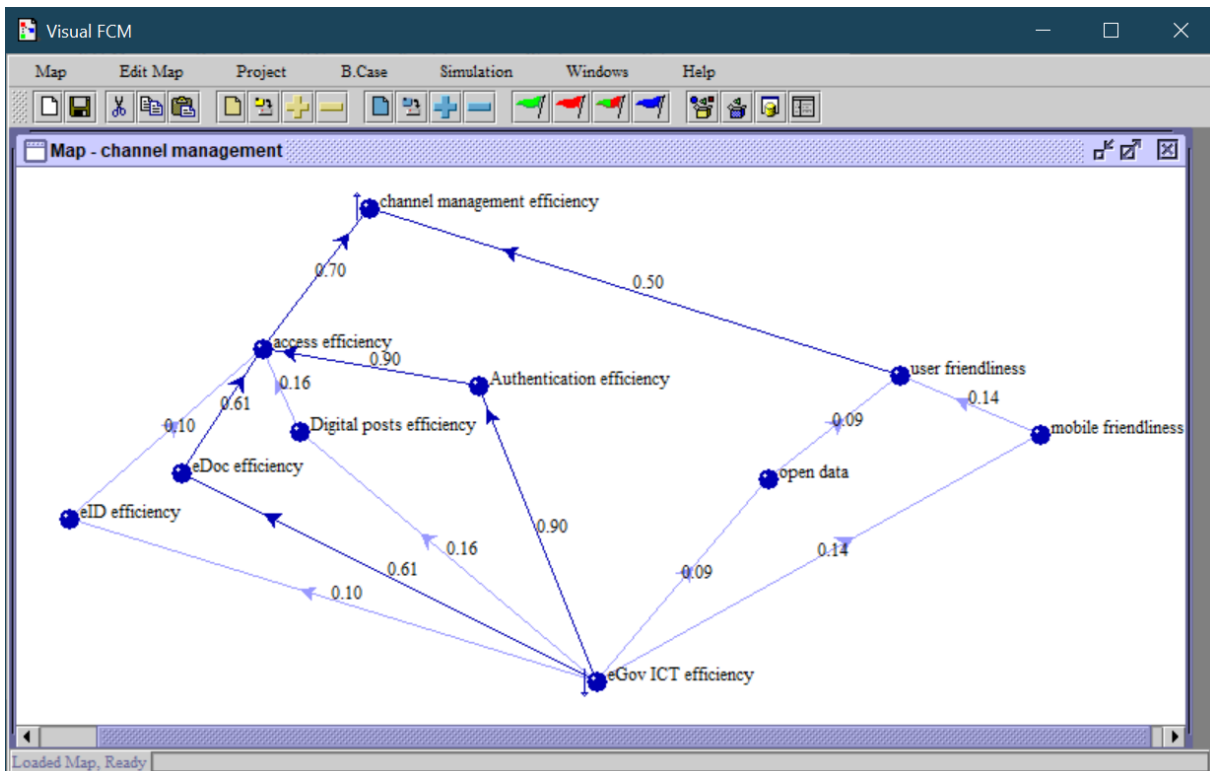 Visual FCM
Map Edit Map Project B.Case Simulation Windows Help
Map - channel management
channel management efficiency
0.70
0.50
access efficiency
0.90
user friendliness
0.16
Authentication efficiency
0.14
0.61
0.10
Digital posts efficiency
0.09
mobile friendliness
eDoc efficiency
open data
eID efficiency
0.90
0.16
0.14
0.61
0.09
0.10
eGov ICT efficiency
Loaded Map, Ready